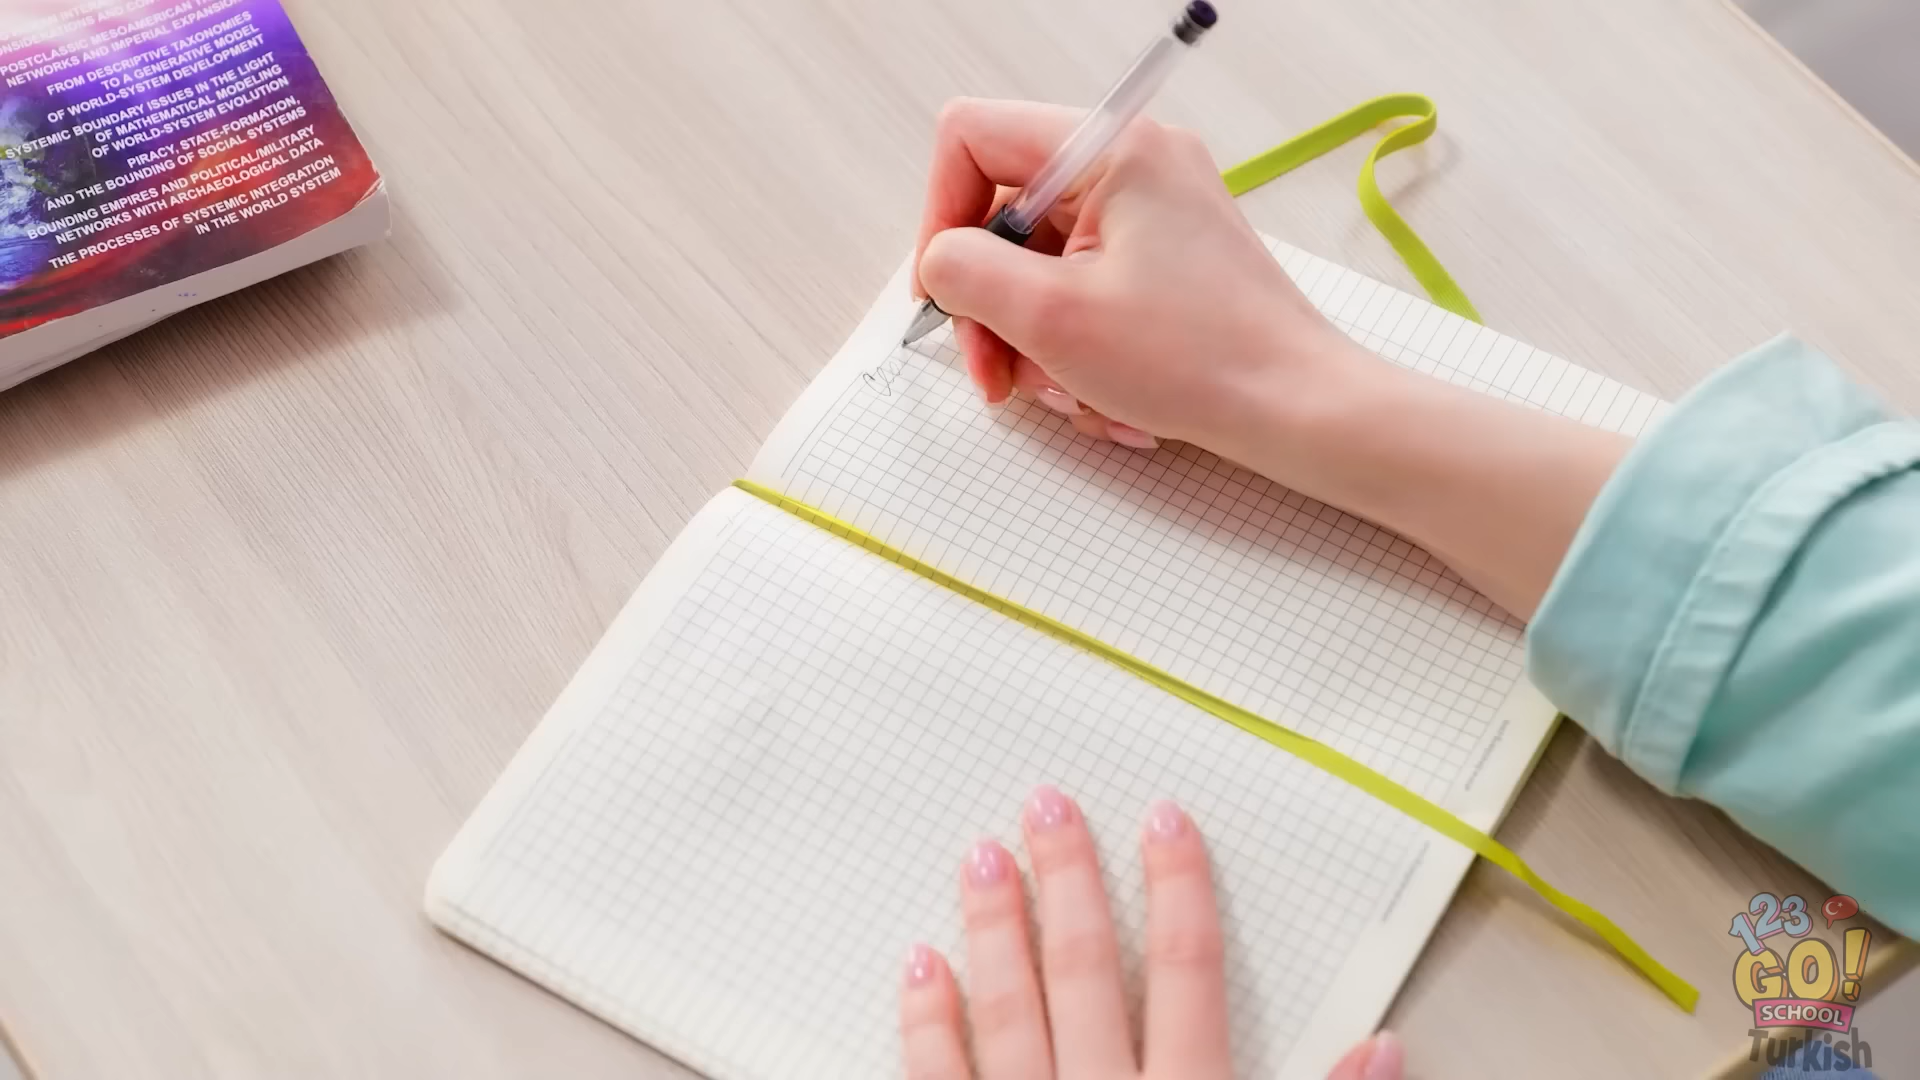 POSTCLASSIC MESOAMERICAN
NETWORKS AND IMPERIAL EXPANSION
FROM DESCRIPTIVE TAXONOMIES
TO A GENERATIVE MODEL
OF WORLD-SYSTEM DEVELOPMENT
SYSTEMIC BOUNDARY ISSUES IN THE LIGHT
OF MATHEMATICAL MODELING
OF WORLD-SYSTEM EVOLUTION
PIRACY, STATE-FORMATION,
AND THE BOUNDING OF SOCIAL SYSTEMS
BOUNDING EMPIRES AND POLITICAL/MILITARY
NETWORKS WITH ARCHAEOLOGICAL DATA
THE PROCESSES OF SYSTEMIC INTEGRATION
IN THE WORLD SYSTEM
123
GO!
SCHOOL
Turkish